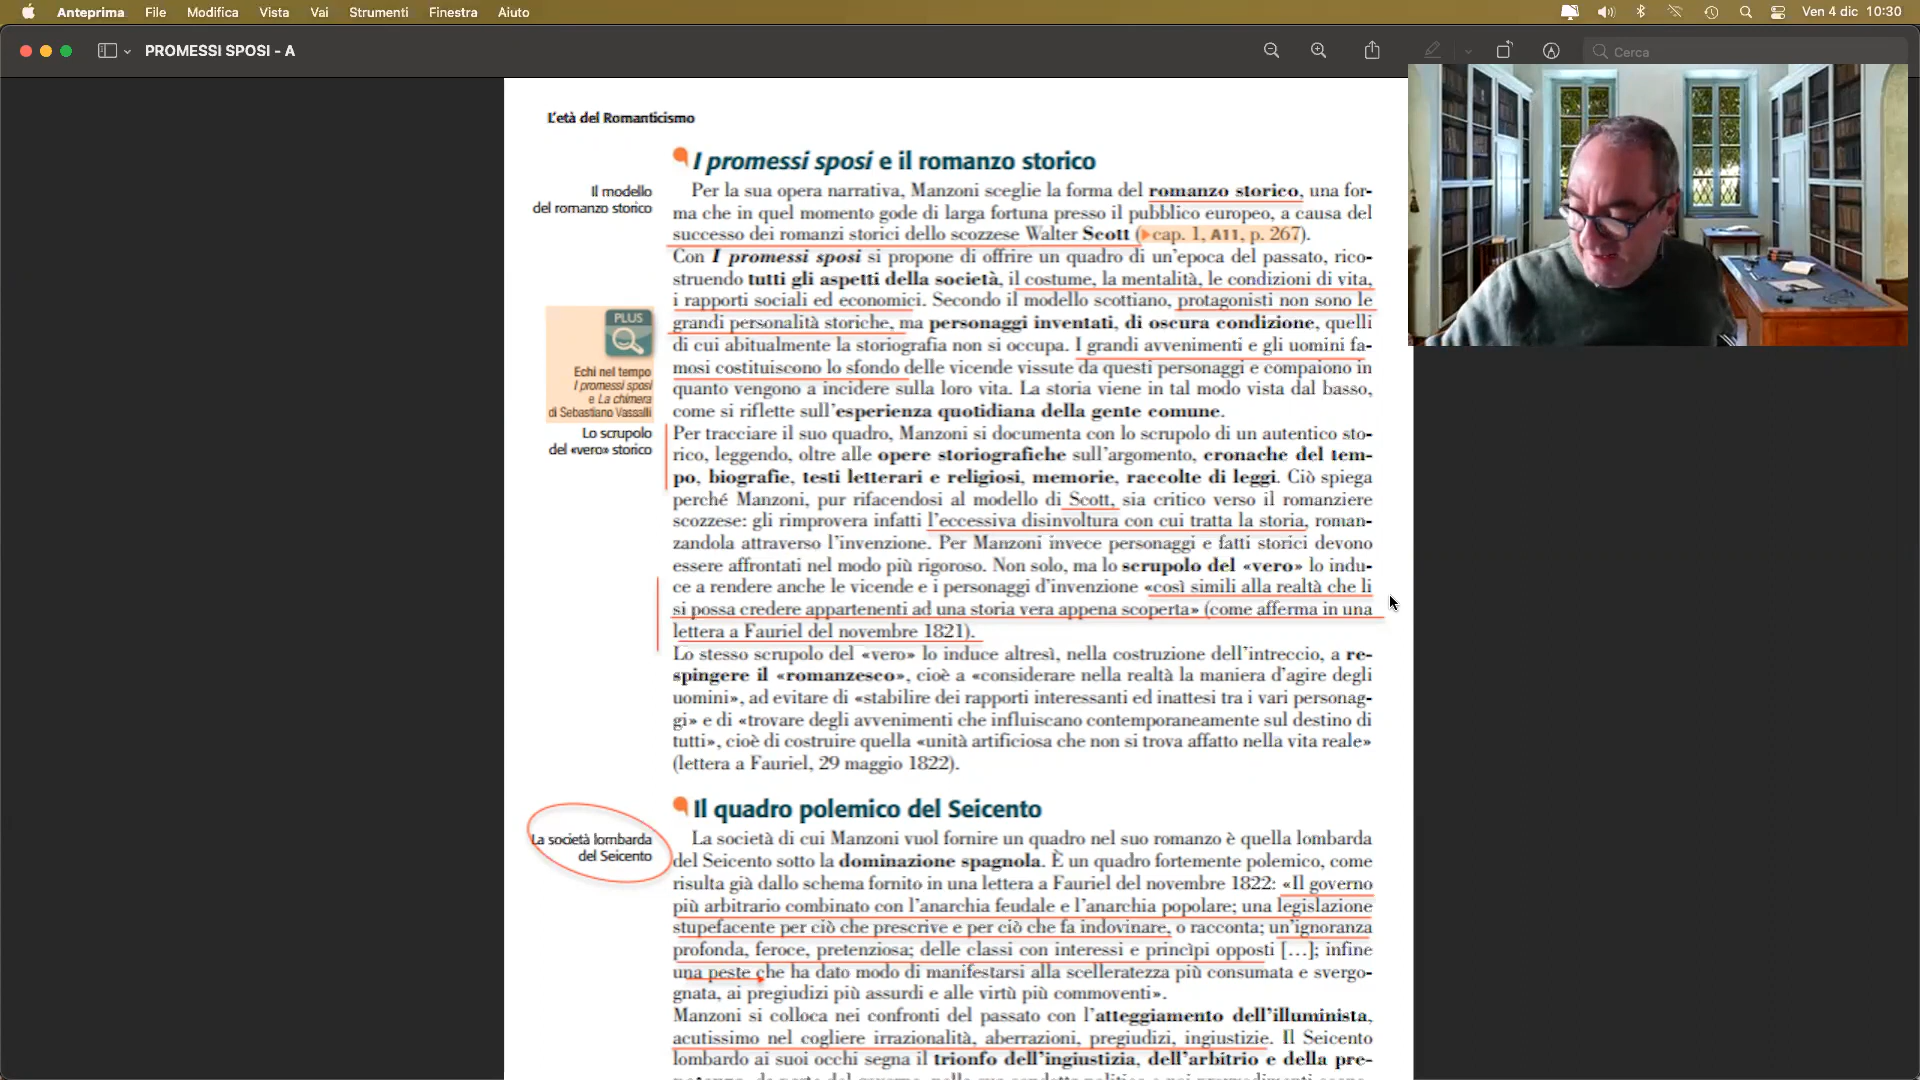 Anteprima File Modifica Vista Vai Strumenti Finestra Aiuto Ven 4 dic 10:30
PROMESSI SPOSI - A
Cerca
L'età del Romanticismo
I promessi sposi e il romanzo storico
Il modello
del romanzo storico
Per la sua opera narrativa, Manzoni sceglie la forma del romanzo storico, una for-
ma che in quel momento gode di larga fortuna presso il pubblico europeo, a causa del
successo dei romanzi storici dello scozzese Walter Scott (▶cap. 1, A11, p. 267).
Con I promessi sposi si propone di offrire un quadro di un'epoca del passato, rico-
struendo tutti gli aspetti della società, il costume, la mentalità, le condizioni di vita,
i rapporti sociali ed economici. Secondo il modello scottiano, protagonisti non sono le
grandi personalità storiche, ma personaggi inventati, di oscura condizione, quelli
di cui abitualmente la storiografia non si occupa. I grandi avvenimenti e gli uomini fa-
mosi costituiscono lo sfondo delle vicende vissute da questi personaggi e compaiono in
quanto vengono a incidere sulla loro vita. La storia viene in tal modo vista dal basso,
come si riflette sull'esperienza quotidiana della gente comune.
PLUS
Echi nel tempo
I promessi sposi
e La chimera
di Sebastiano Vassalli
Lo scrupolo
del «vero» storico
Per tracciare il suo quadro, Manzoni si documenta con lo scrupolo di un autentico sto-
rico, leggendo, oltre alle opere storiografiche sull'argomento, cronache del tem-
po, biografie, testi letterari e religiosi, memorie, raccolte di leggi. Ciò spiega
perché Manzoni, pur rifacendosi al modello di Scott, sia critico verso il romanziere
scozzese: gli rimprovera infatti l'eccessiva disinvoltura con cui tratta la storia, roman-
zandola attraverso l'invenzione. Per Manzoni invece personaggi e fatti storici devono
essere affrontati nel modo più rigoroso. Non solo, ma lo scrupolo del «vero» lo indu-
ce a rendere anche le vicende e i personaggi d'invenzione «così simili alla realtà che li
si possa credere appartenenti ad una storia vera appena scoperta» (come afferma in una
lettera a Fauriel del novembre 1821).
Lo stesso scrupolo del «vero» lo induce altresì, nella costruzione dell'intreccio, a re-
spingere il «romanzesco», cioè a «considerare nella realtà la maniera d'agire degli
uomini», ad evitare di «stabilire dei rapporti interessanti ed inattesi tra i vari personag-
gi» e di «trovare degli avvenimenti che influiscano contemporaneamente sul destino di
tutti», cioè di costruire quella «unità artificiosa che non si trova affatto nella vita reale»
(lettera a Fauriel, 29 maggio 1822).
Il quadro polemico del Seicento
La società lombarda
del Seicento
La società di cui Manzoni vuol fornire un quadro nel suo romanzo è quella lombarda
del Seicento sotto la dominazione spagnola. È un quadro fortemente polemico, come
risulta già dallo schema fornito in una lettera a Fauriel del novembre 1822: «Il governo
più arbitrario combinato con l'anarchia feudale e l'anarchia popolare; una legislazione
stupefacente per ciò che prescrive e per ciò che fa indovinare, o racconta; un'ignoranza
profonda, feroce, pretenziosa; delle classi con interessi e princìpi opposti [...]; infine
una peste che ha dato modo di manifestarsi alla scelleratezza più consumata e svergo-
gnata, ai pregiudizi più assurdi e alle virtù più commoventi».
Manzoni si colloca nei confronti del passato con l'atteggiamento dell'illuminista,
acutissimo nel cogliere irrazionalità, aberrazioni, pregiudizi, ingiustizie. Il Seicento
lombardo ai suoi occhi segna il trionfo dell'ingiustizia, dell'arbitrio e della pre-